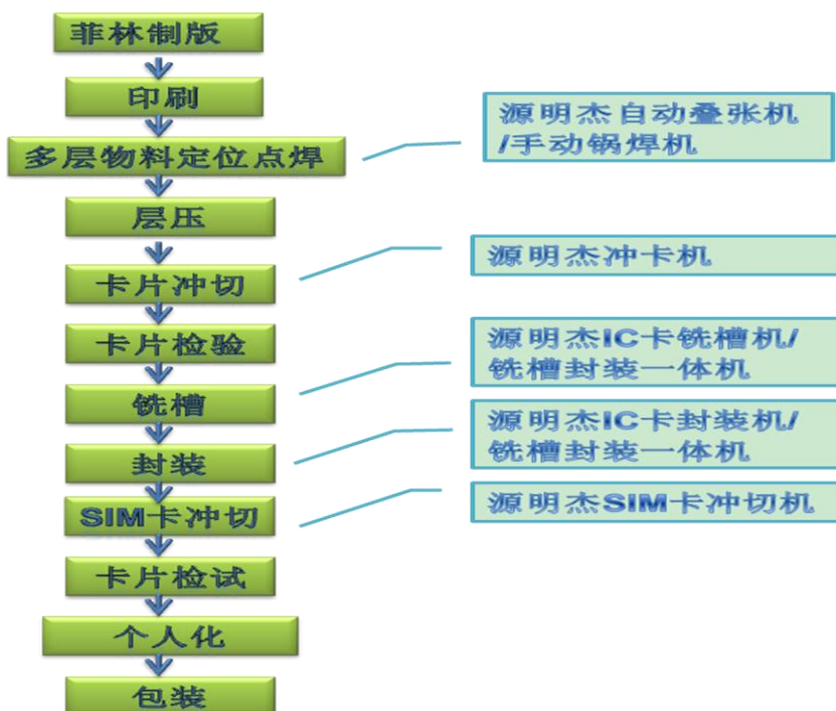 菲林制版
印刷
多层物料定位点焊
层压
卡片冲切
卡片检验
铣槽
封装
SIM卡冲切
卡片检试
个人化
包装
源明杰自动叠张机
/手动锅焊机
源明杰冲卡机
源明杰IC卡铣槽机/
铣槽封装一体机
源明杰IC卡封装机/
铣槽封装一体机
源明杰SIM卡冲切机